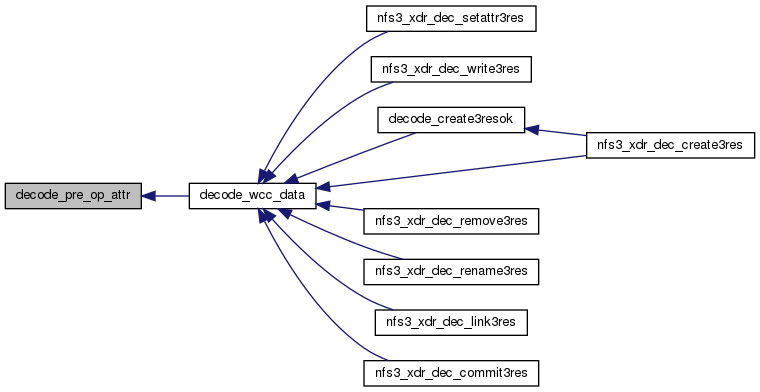 nfs3_xdr_dec_setattr3res
nfs3_xdr_dec_write3res
decode_create3resok
nfs3_xdr_dec_create3res
decode_pre_op_attr
decode_wcc_data
nfs3_xdr_dec_remove3res
nfs3_xdr_dec_rename3res
nfs3_xdr_dec_link3res
nfs3_xdr_dec_commit3res